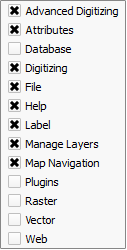 Advanced Digitizing
Attributes
Database
Digitizing
File
Help
Label
Manage Layers
Map Navigation
Plugins
Raster
Vector
Web